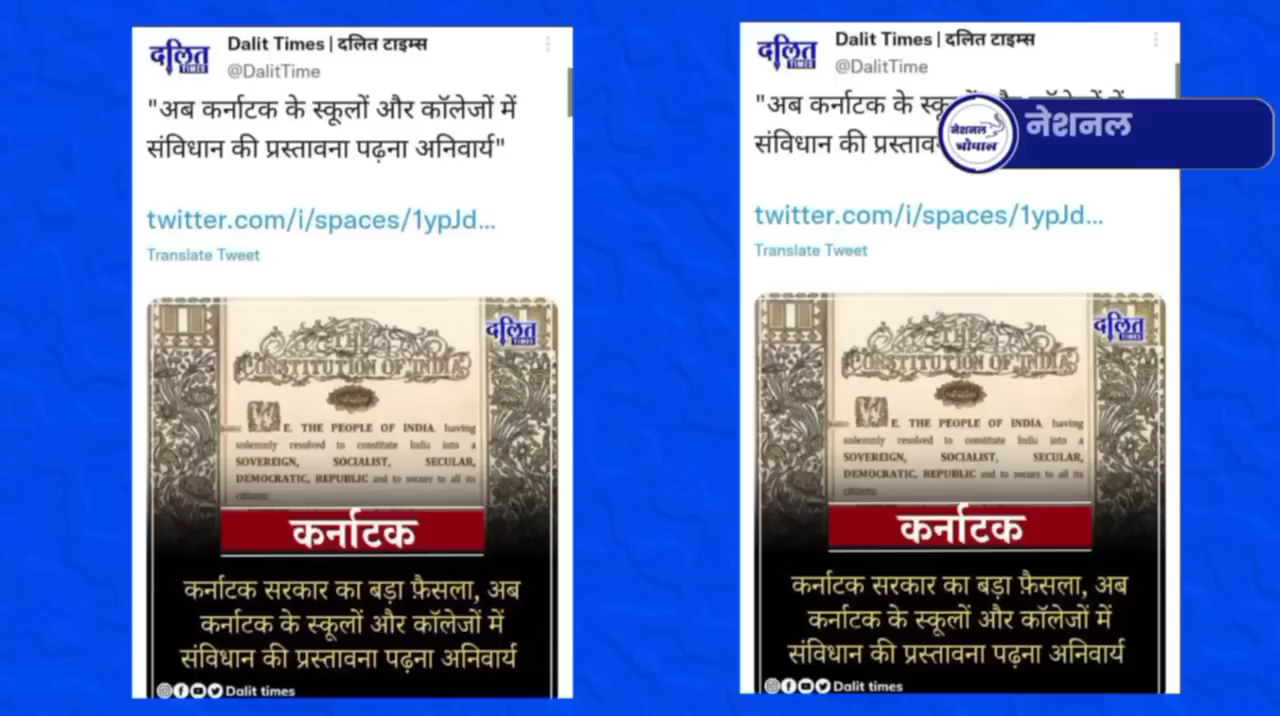 दलित
TIMES
Dalit Times | दलित टाइम्स
@DalitTime
"अब कर्नाटक के स्कूलों और कॉलेजों में
संविधान की प्रस्तावना पढ़ना अनिवार्य"
twitter.com/i/spaces/1ypJd...
Translate Tweet
दलित
TIMES
THE
CONSTITUTION OF INDIA
WE, THE PEOPLE OF INDIA, having
solemnly resolved to constitute India into a
SOVEREIGN, SOCIALIST, SECULAR,
DEMOCRATIC, REPUBLIC and to secure to all its
citizens
कर्नाटक
कर्नाटक सरकार का बड़ा फ़ैसला, अब
कर्नाटक के स्कूलों और कॉलेजों में
संविधान की प्रस्तावना पढ़ना अनिवार्य
Dalit times
दलित
TIMES
Dalit Times | दलित टाइम्स
@DalitTime
"अब कर्नाटक के
संविधान की
twitter.com/i/spaces/1ypJd...
Translate Tweet
नेशनल
चौपाल
नेशनल
दलित
TIMES
THE
CONSTITUTION OF INDIA
WE, THE PEOPLE OF INDIA, having
solemnly resolved to constitute India into a
SOVEREIGN, SOCIALIST, SECULAR,
DEMOCRATIC, REPUBLIC and to secure to all its
citizens
कर्नाटक
कर्नाटक सरकार का बड़ा फ़ैसला, अब
कर्नाटक के स्कूलों और कॉलेजों में
संविधान की प्रस्तावना पढ़ना अनिवार्य
Dalit times